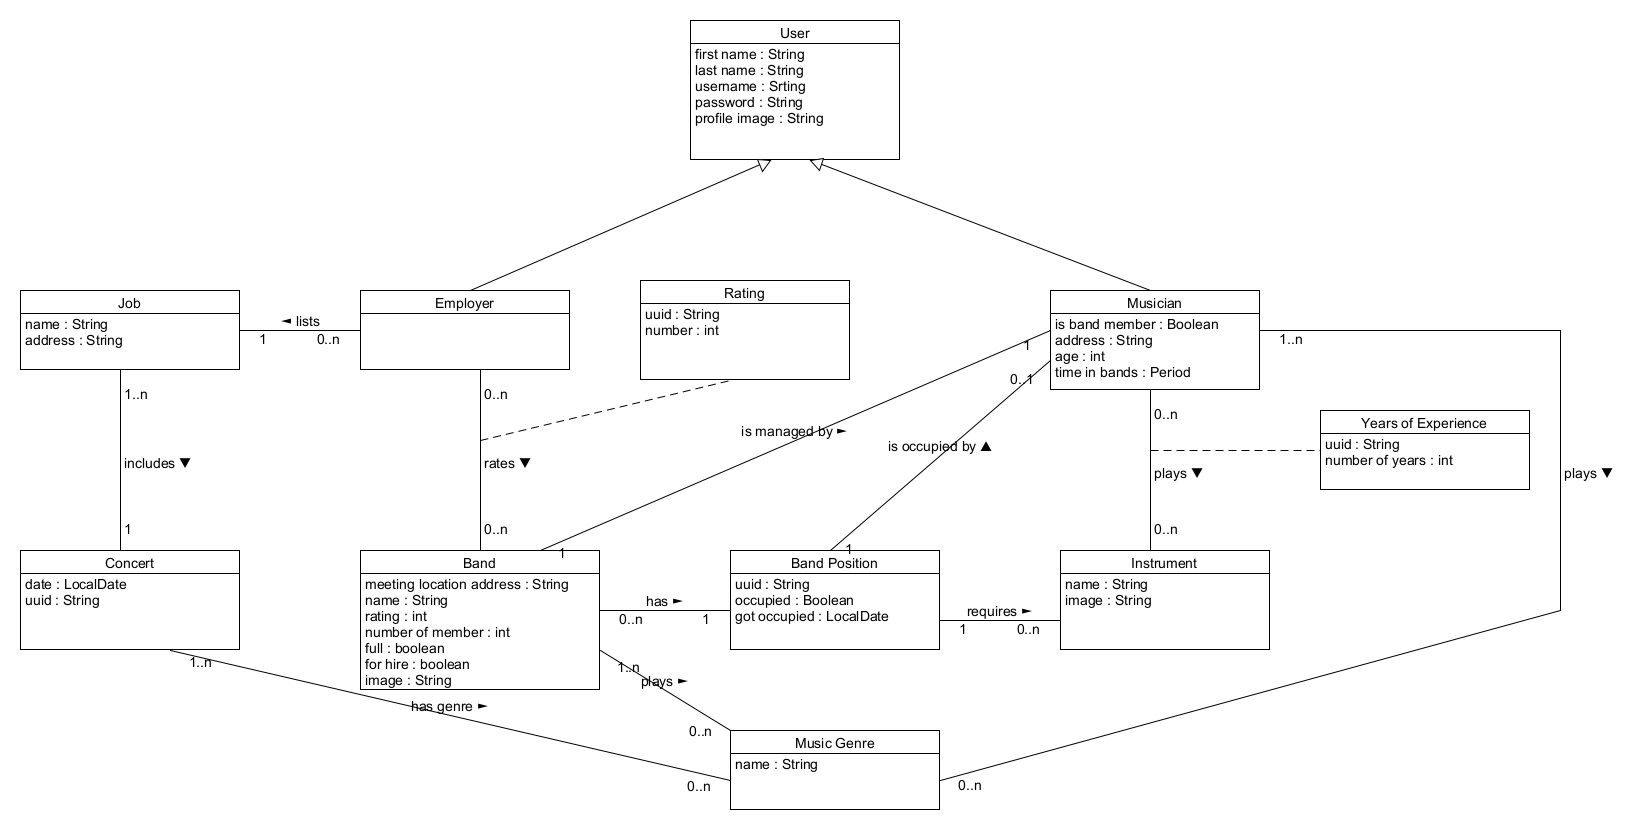 User
first name : String
last name : String
username : Srting
password : String
profile image : String
Job
name : String
address : String
◄ lists
1
0..n
Employer
Rating
uuid : String
number : int
Musician
is band member : Boolean
address : String
age : int
time in bands : Period
1..n
1
0..1
1..n
includes ▼
1
0..n
rates ▼
0..n
is managed by ►
1
is occupied by ▲
1
0..n
plays ▼
0..n
Years of Experience
uuid : String
number of years : int
plays ▼
Concert
date : LocalDate
uuid : String
Band
meeting location address : String
name : String
rating : int
number of member : int
full : boolean
for hire : boolean
image : String
has ►
0..n
1
Band Position
uuid : String
occupied : Boolean
got occupied : LocalDate
requires ►
1
0..n
Instrument
name : String
image : String
1..n
has genre ►
0..n
1..n
plays ►
0..n
Music Genre
name : String
0..n